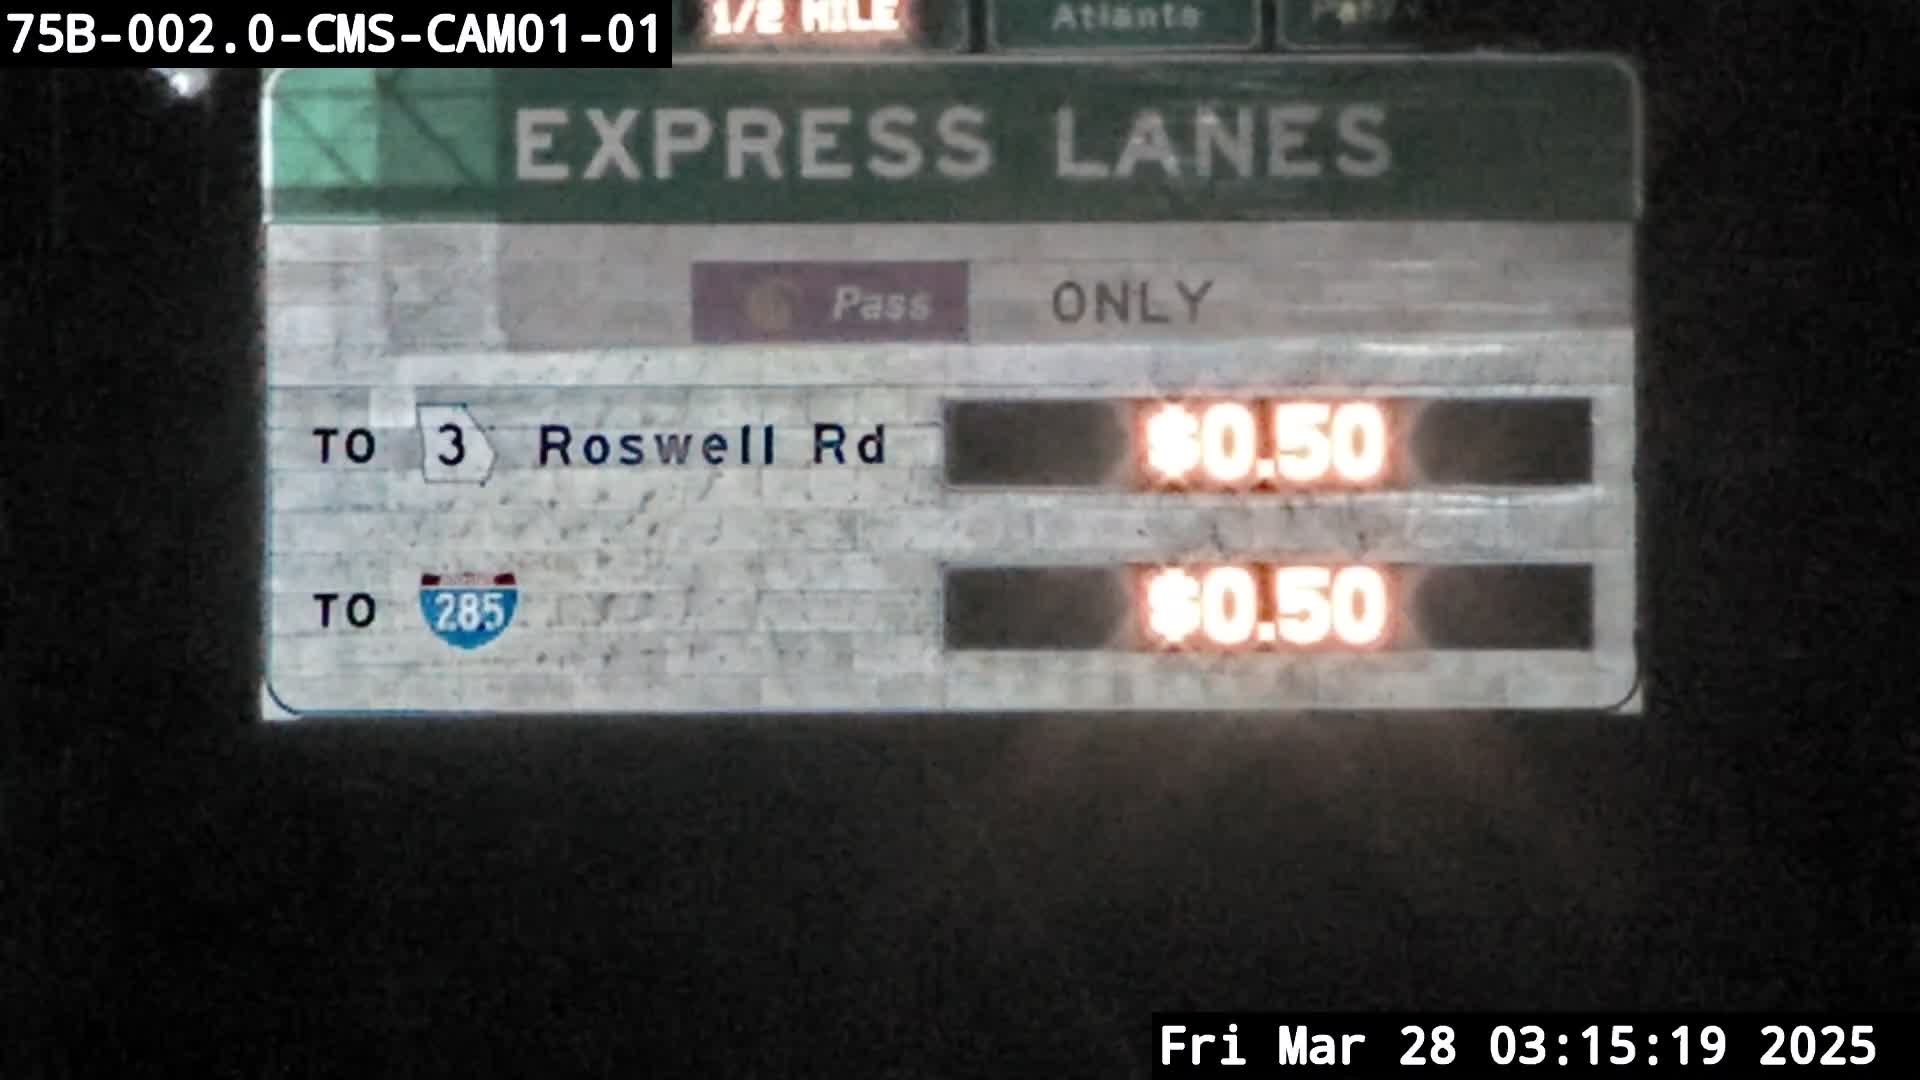 75B-002.0-CMS-CAM01-01
1/2 MILE
Atlanta
EXPRESS LANES
Pass ONLY
TO 3 Roswell Rd $0.50
TO 285 $0.50
Fri Mar 28 03:15:19 2025